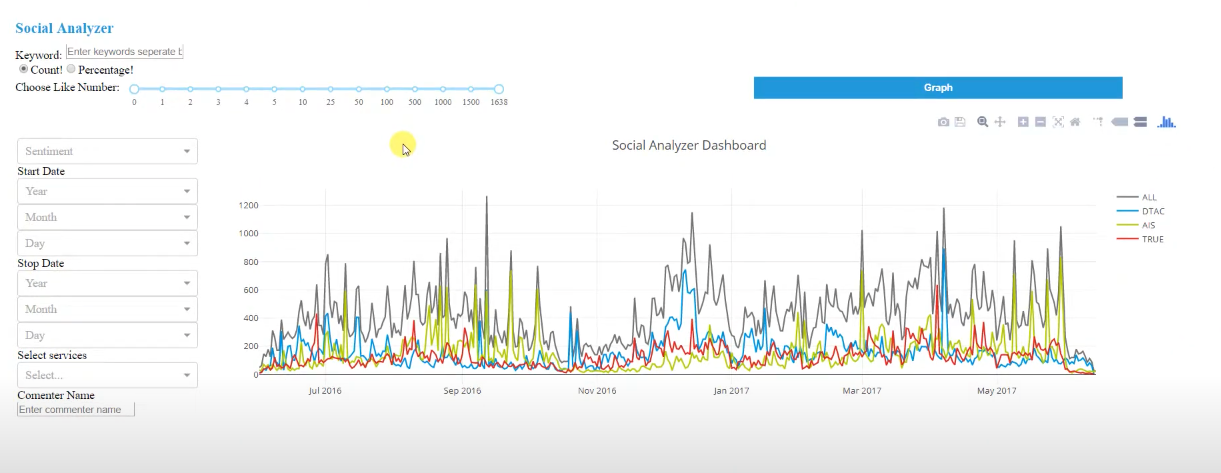 Social Analyzer
Keyword: Enter keywords seperate b
Count! Percentage!
Choose Like Number:
0 1 2 3 4 5 10 25 50 100 500 1000 1500 1638
Graph
Social Analyzer Dashboard
Sentiment
Start Date
Year
Month
Day
Stop Date
Year
Month
Day
Select services
Select...
Comenter Name
Enter commenter name
1200
1000
800
600
400
200
0
Jul 2016 Sep 2016 Nov 2016 Jan 2017 Mar 2017 May 2017
ALL
DTAC
AIS
TRUE